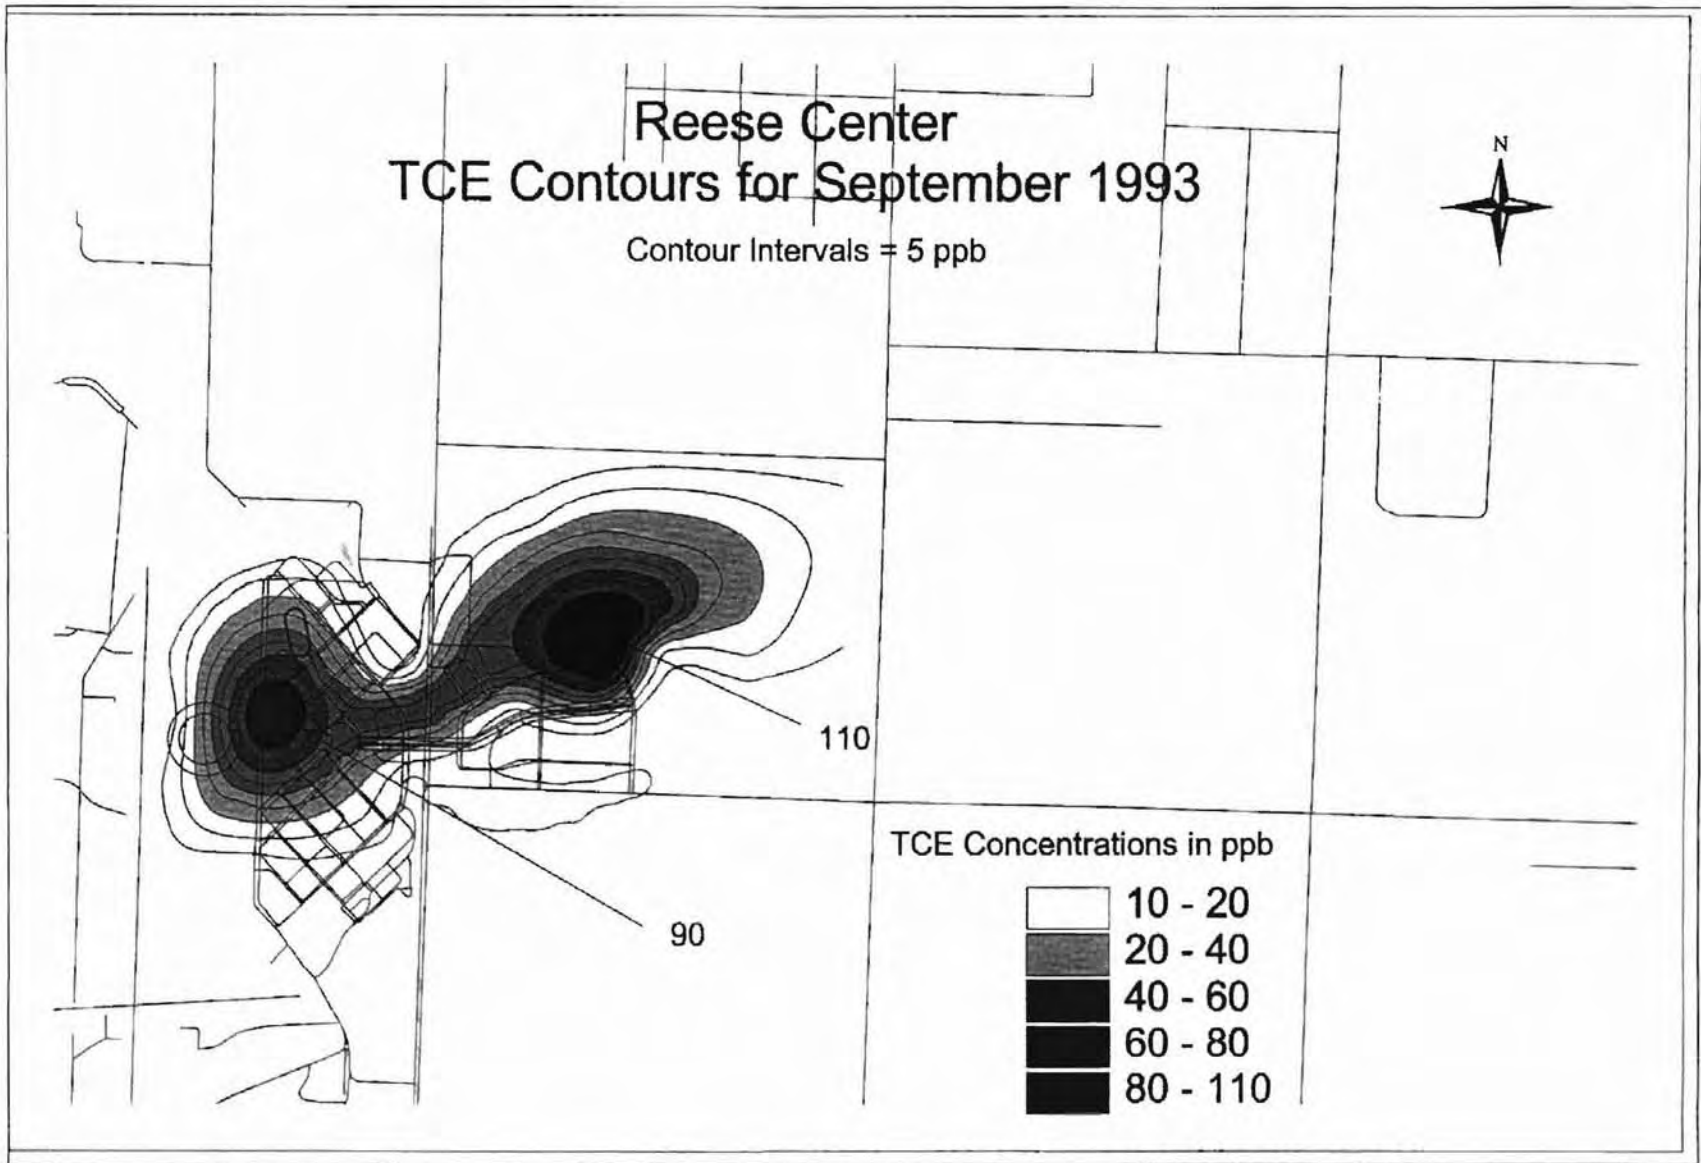 Reese Center
TCE Contours for September 1993
Contour Intervals = 5 ppb
N
110
90
TCE Concentrations in ppb
10 - 20
20 - 40
40 - 60
60 - 80
80 - 110